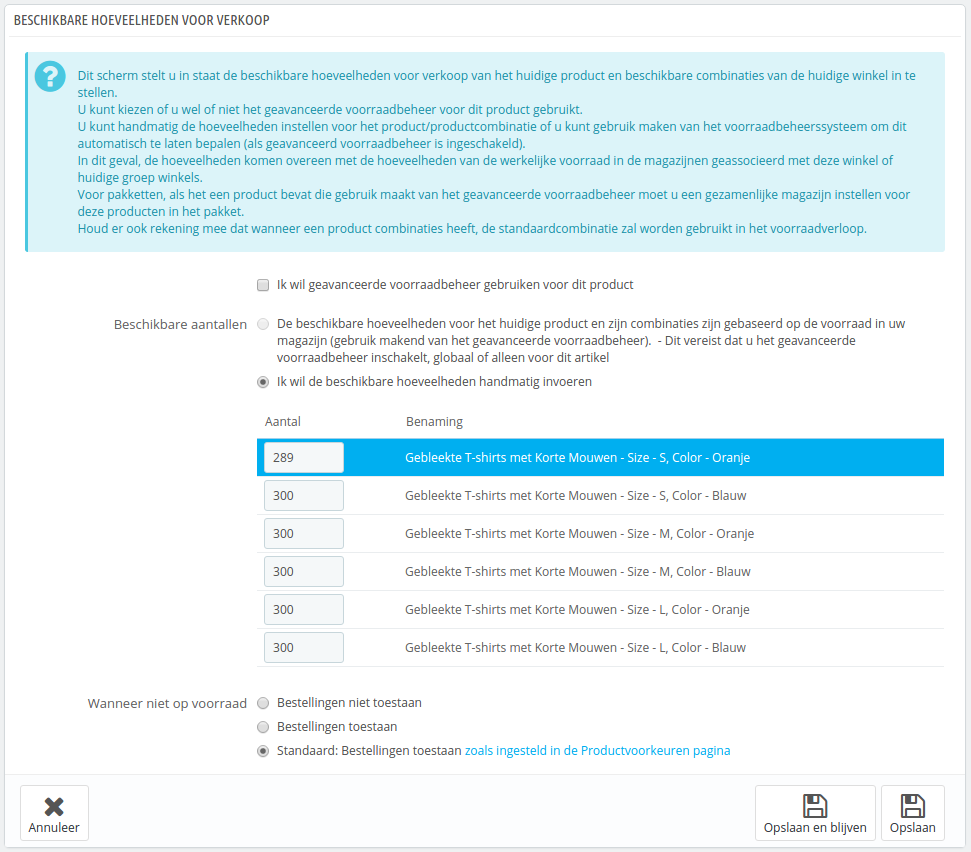 BESCHIKBARE HOEVEELHEDEN VOOR VERKOOP
Dit scherm stelt u in staat de beschikbare hoeveelheden voor verkoop van het huidige product en beschikbare combinaties van de huidige winkel in te
stellen.
U kunt kiezen of u wel of niet het geavanceerde voorraadbeheer voor dit product gebruikt.
U kunt handmatig de hoeveelheden instellen voor het product/productcombinatie of u kunt gebruik maken van het voorraadbeheerssysteem om dit
automatisch te laten bepalen (als geavanceerd voorraadbeheer is ingeschakeld).
In dit geval, de hoeveelheden komen overeen met de hoeveelheden van de werkelijke voorraad in de magazijnen geassocieerd met deze winkel of
huidige groep winkels.
Voor pakketten, als het een product bevat die gebruik maakt van het geavanceerde voorraadbeheer moet u een gezamenlijke magazijn instellen voor
deze producten in het pakket.
Houd er ook rekening mee dat wanneer een product combinaties heeft, de standaardcombinatie zal worden gebruikt in het voorraadverloop.
Ik wil geavanceerde voorraadbeheer gebruiken voor dit product
Beschikbare aantallen De beschikbare hoeveelheden voor het huidige product en zijn combinaties zijn gebaseerd op de voorraad in uw
magazijn (gebruik makend van het geavanceerde voorraadbeheer). - Dit vereist dat u het geavanceerde
voorraadbeheer inschakelt, globaal of alleen voor dit artikel
Ik wil de beschikbare hoeveelheden handmatig invoeren
Aantal Benaming
289 Gebleekte T-shirts met Korte Mouwen - Size - S, Color - Oranje
300 Gebleekte T-shirts met Korte Mouwen - Size - S, Color - Blauw
300 Gebleekte T-shirts met Korte Mouwen - Size - M, Color - Oranje
300 Gebleekte T-shirts met Korte Mouwen - Size - M, Color - Blauw
300 Gebleekte T-shirts met Korte Mouwen - Size - L, Color - Oranje
300 Gebleekte T-shirts met Korte Mouwen - Size - L, Color - Blauw
Wanneer niet op voorraad Bestellingen niet toestaan
Bestellingen toestaan
Standaard: Bestellingen toestaan zoals ingesteld in de Productvoorkeuren pagina
Annuleer Opslaan en blijven Opslaan